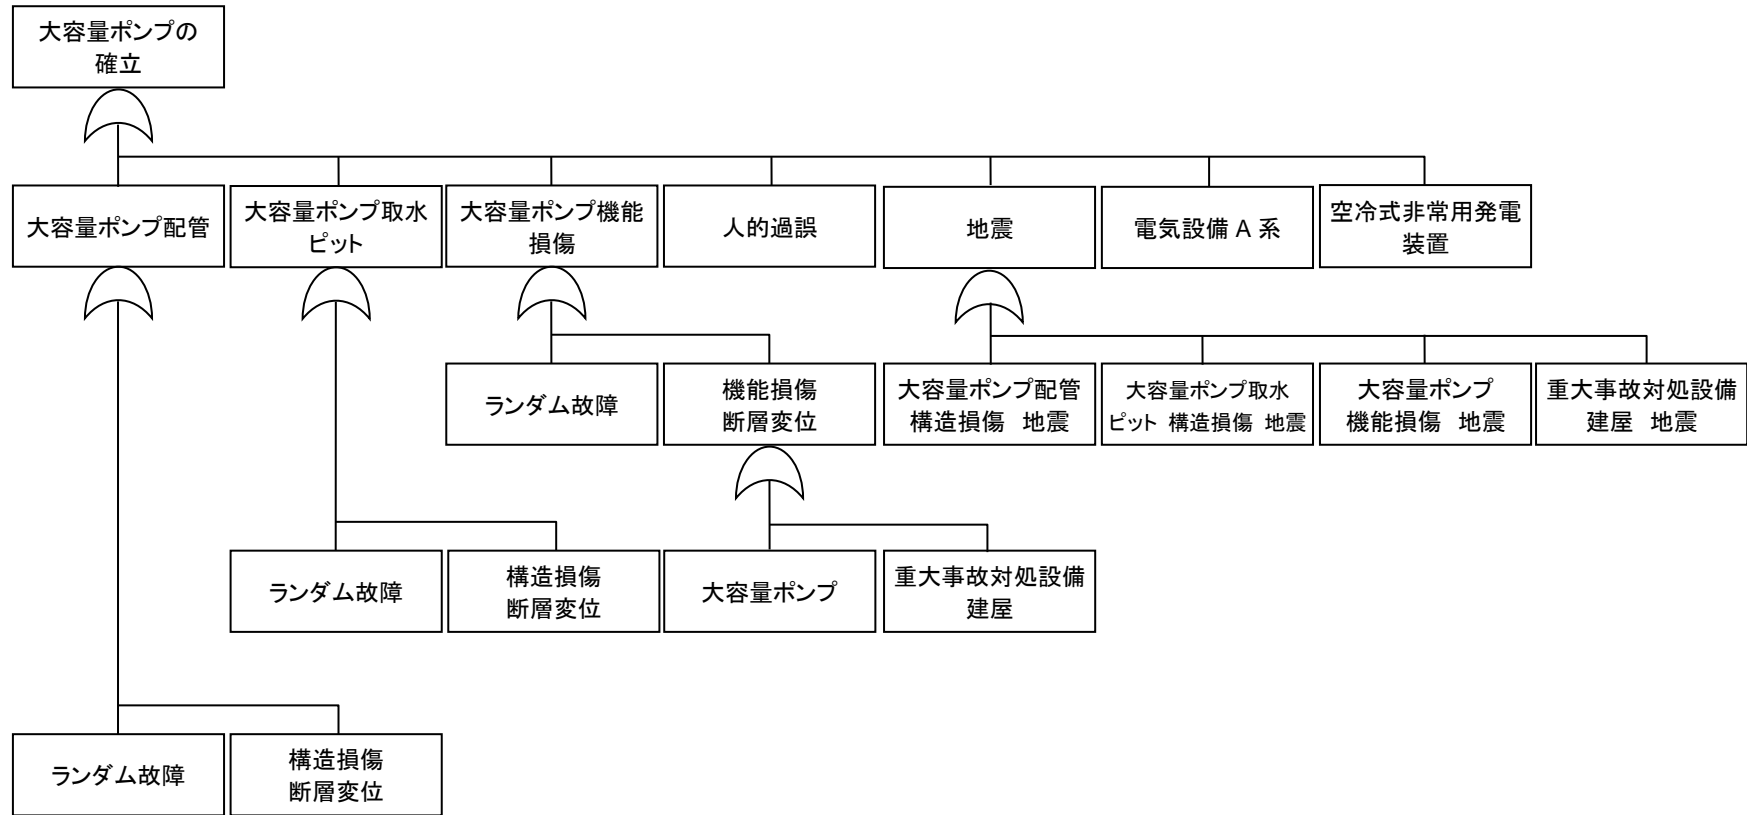 大容量ポンプの
確立
大容量ポンプ配管
大容量ポンプ取水
ピット
大容量ポンプ機能
損傷
人的過誤
地震
電気設備 A 系
空冷式非常用発電
装置
ランダム故障
機能損傷
断層変位
大容量ポンプ配管
構造損傷 地震
大容量ポンプ取水
ピット 構造損傷 地震
大容量ポンプ
機能損傷 地震
重大事故対処設備
建屋 地震
ランダム故障
構造損傷
断層変位
大容量ポンプ
重大事故対処設備
建屋
ランダム故障
構造損傷
断層変位